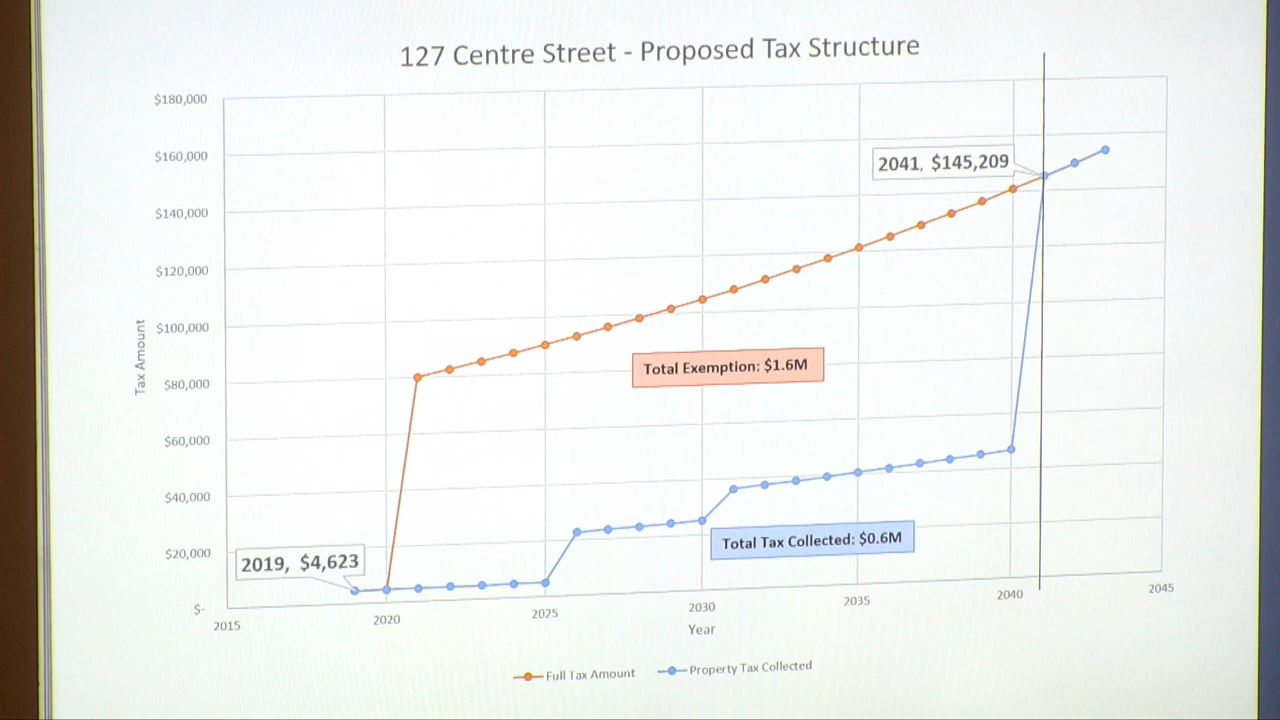 127 Centre Street - Proposed Tax Structure
$180,000
$160,000
$140,000
$120,000
$100,000
$80,000
$60,000
$40,000
$20,000
$-
Tax Amount
2041, $145,209
Total Exemption: $1.6M
Total Tax Collected: $0.6M
2019, $4,623
2015
2020
2025
2030
2035
2040
2045
Year
Full Tax Amount
Property Tax Collected